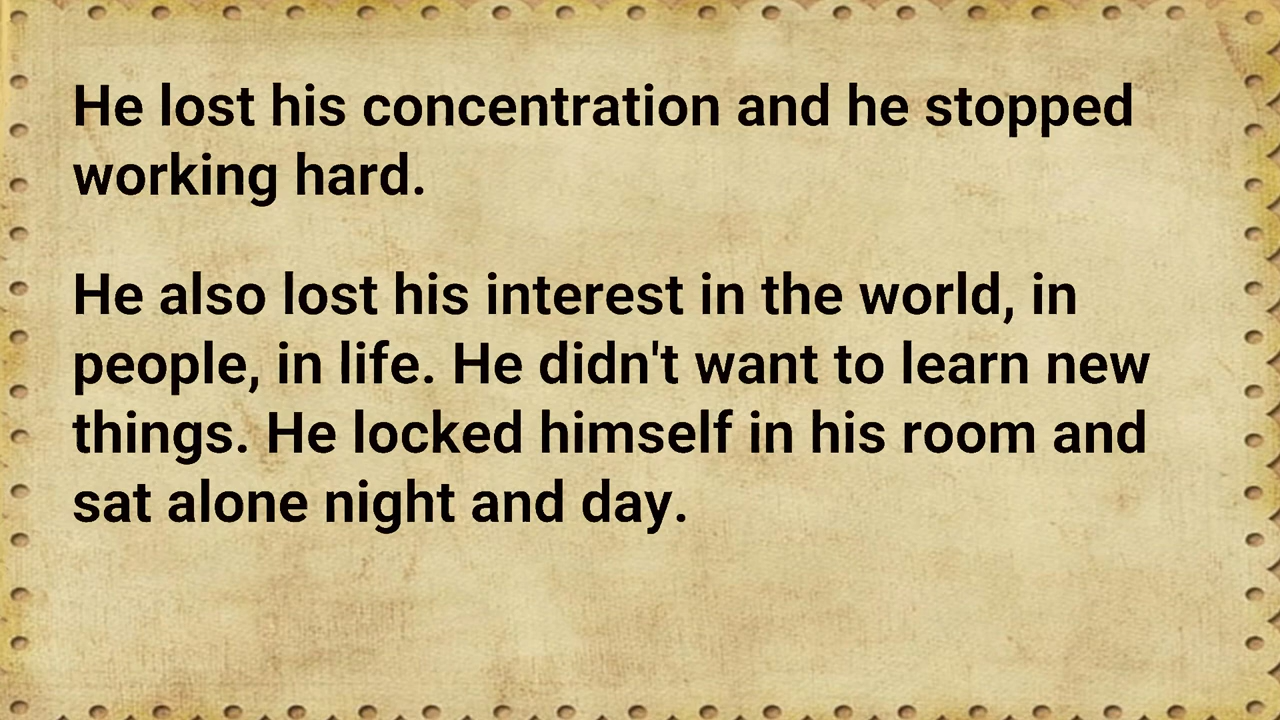 He lost his concentration and he stopped
working hard.
He also lost his interest in the world, in
people, in life. He didn't want to learn new
things. He locked himself in his room and
sat alone night and day.